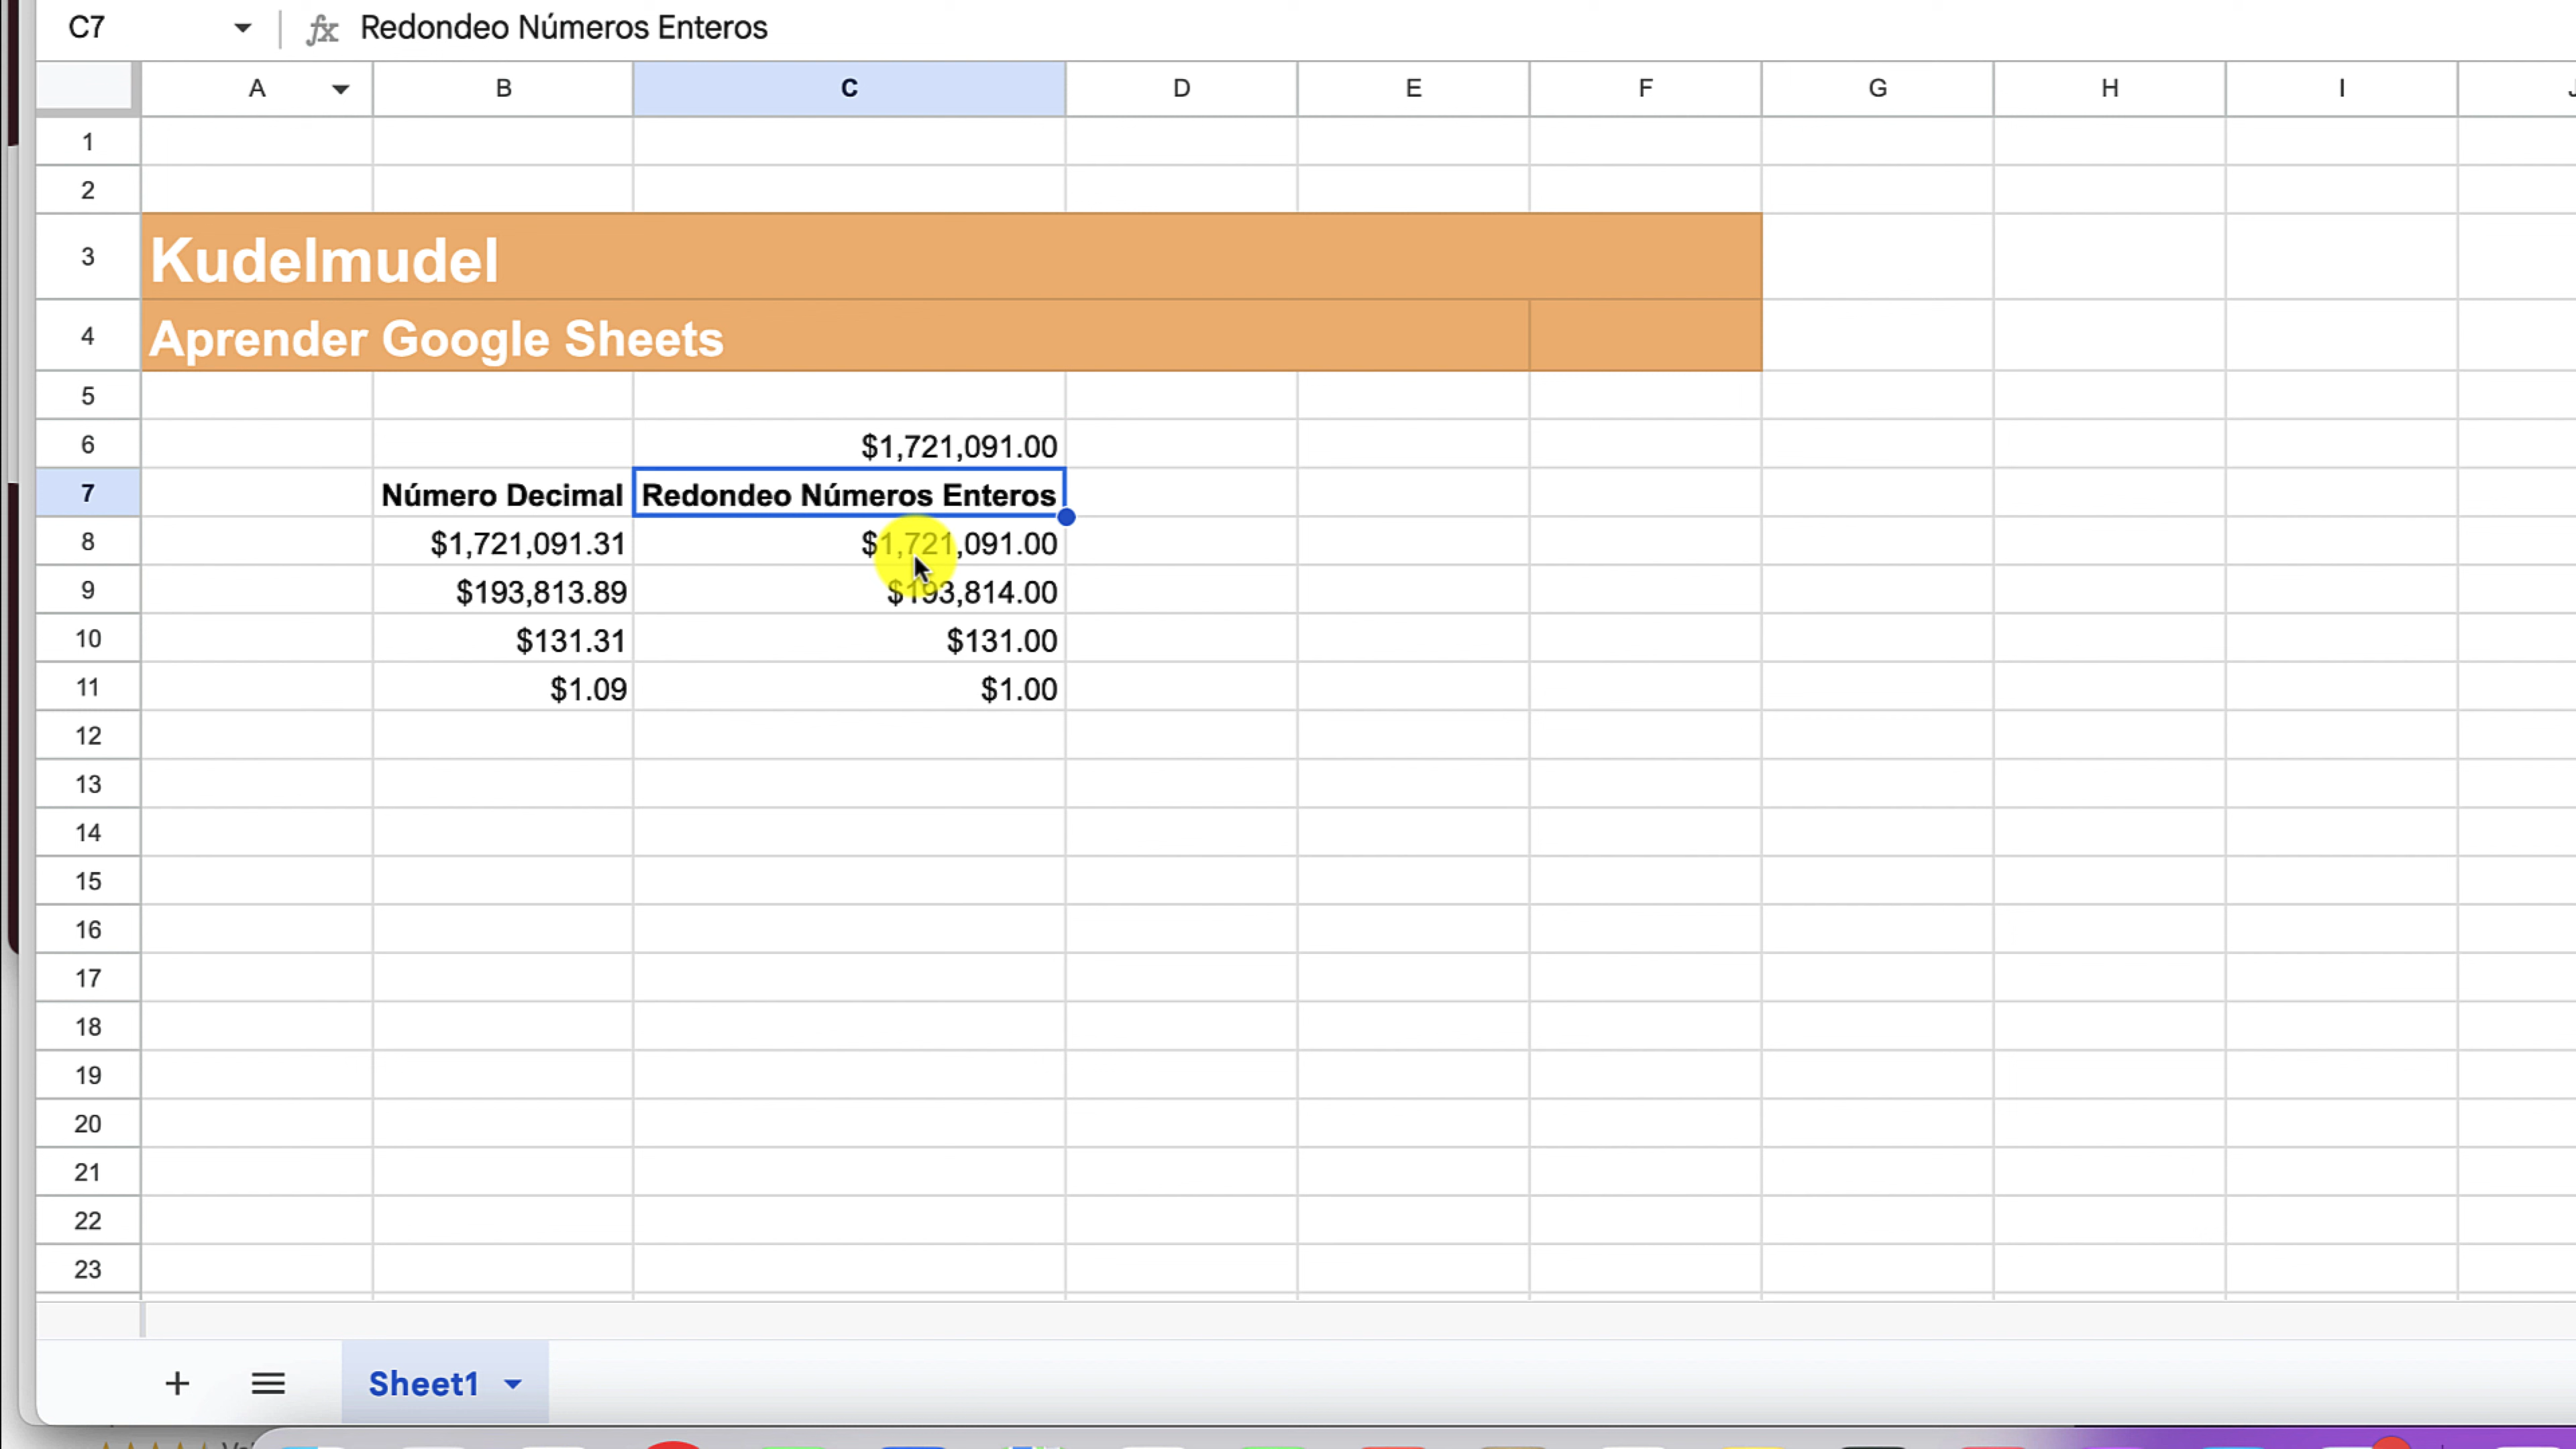 C7 fx Redondeo Números Enteros
A B C D E F G H I
1
2
3 Kudelmudel
4 Aprender Google Sheets
5
6 $1,721,091.00
7 Número Decimal Redondeo Números Enteros
8 $1,721,091.31 $1,721,091.00
9 $193,813.89 $193,814.00
10 $131.31 $131.00
11 $1.09 $1.00
12
13
14
15
16
17
18
19
20
21
22
23
+ Sheet1